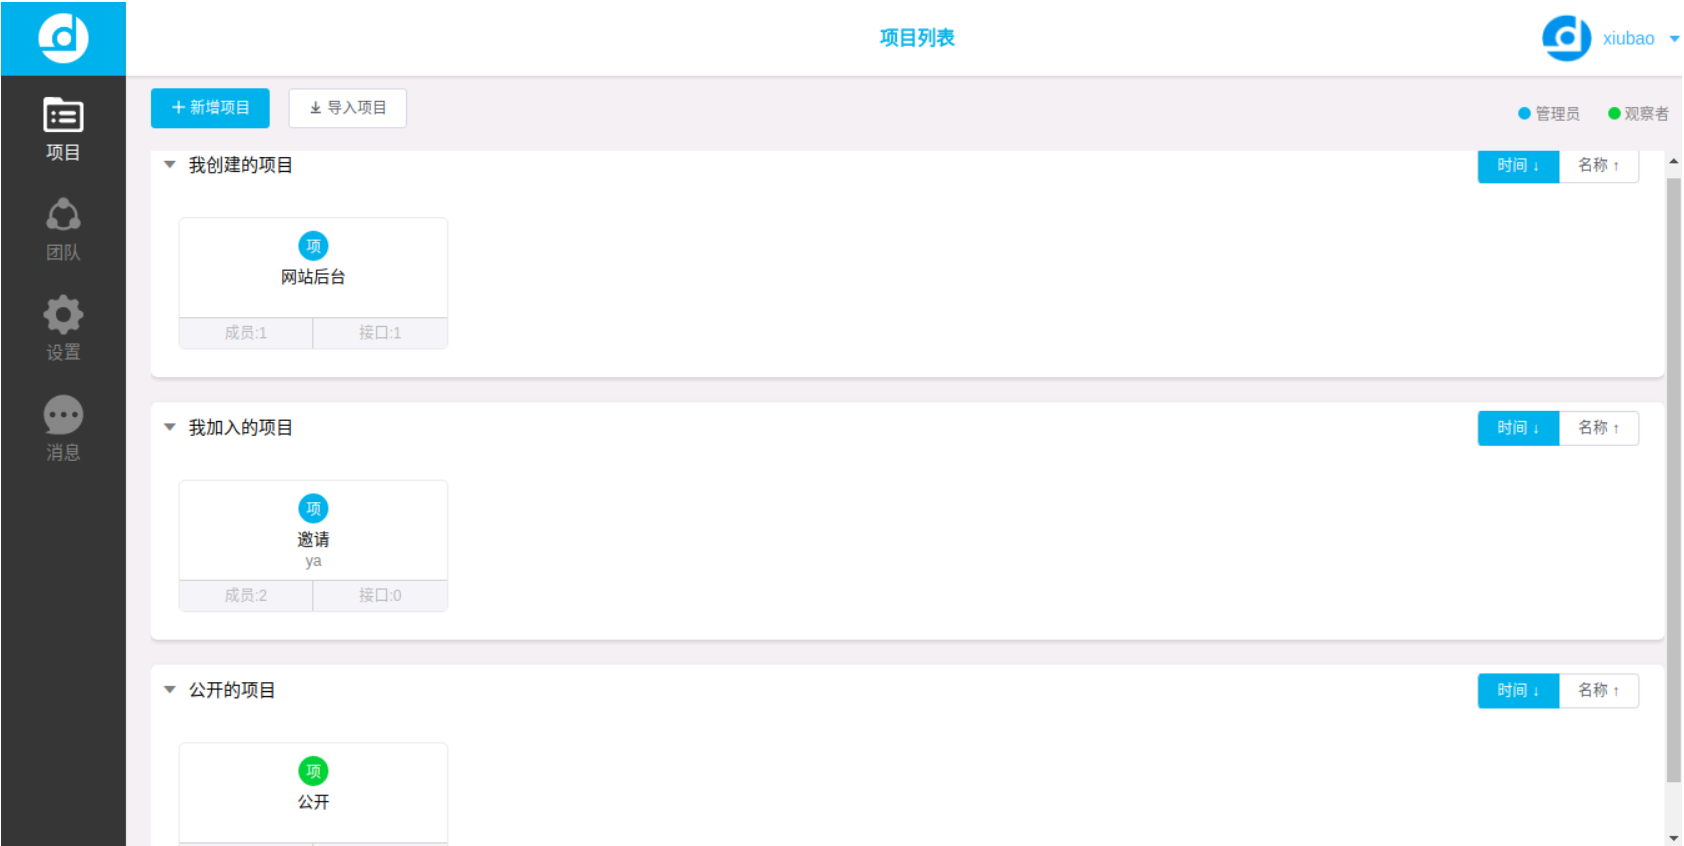 项目列表
xiubao
项目
团队
设置
消息
新增项目
导入项目
管理员
观察者
我创建的项目
时间 ↓
名称 ↑
项
网站后台
成员:1
接口:1
我加入的项目
时间 ↓
名称 ↑
项
邀请
ya
成员:2
接口:0
公开的项目
时间 ↓
名称 ↑
项
公开